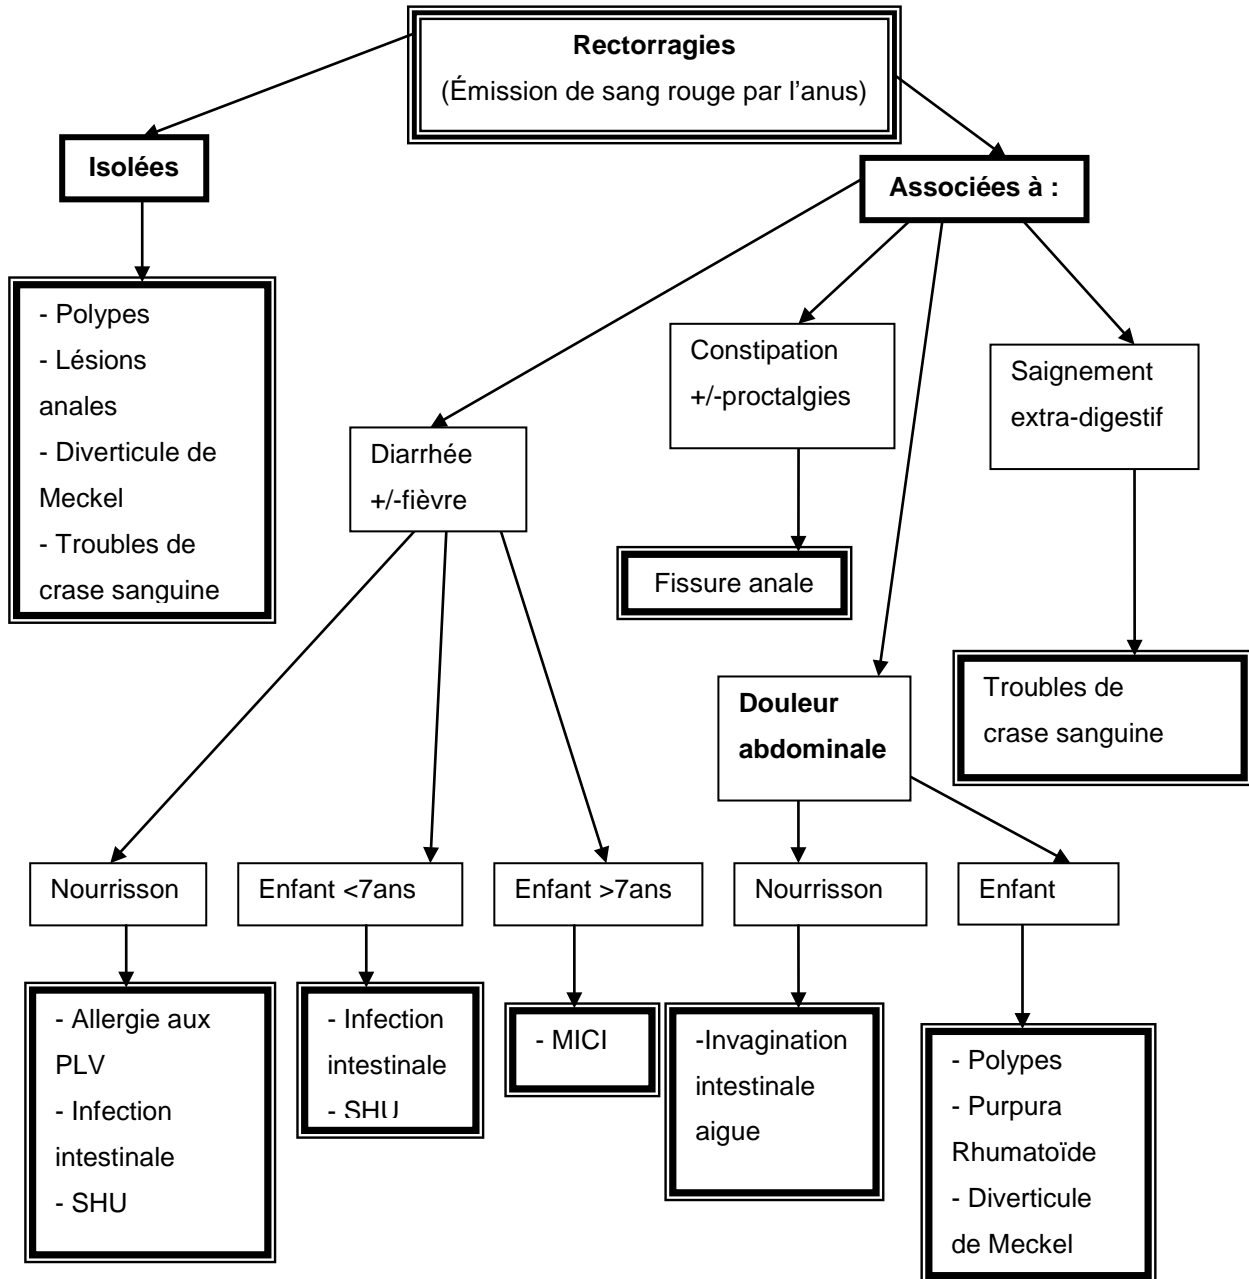 Rectorragies
(Émission de sang rouge par l'anus)
Isolées
Associées à :
- Polypes
- Lésions
anales
- Diverticule de
Meckel
- Troubles de
crase sanguine
Constipation
+/-proctalgies
Saignement
extra-digestif
Diarrhée
+/-fièvre
Fissure anale
Troubles de
crase sanguine
Douleur
abdominale
Nourrisson
Enfant <7ans
Enfant >7ans
Nourrisson
Enfant
- Allergie aux
PLV
- Infection
intestinale
- SHU
- Infection
intestinale
- SHU
- MICI
-Invagination
intestinale
aigue
- Polypes
- Purpura
Rhumatoïde
- Diverticule
de Meckel